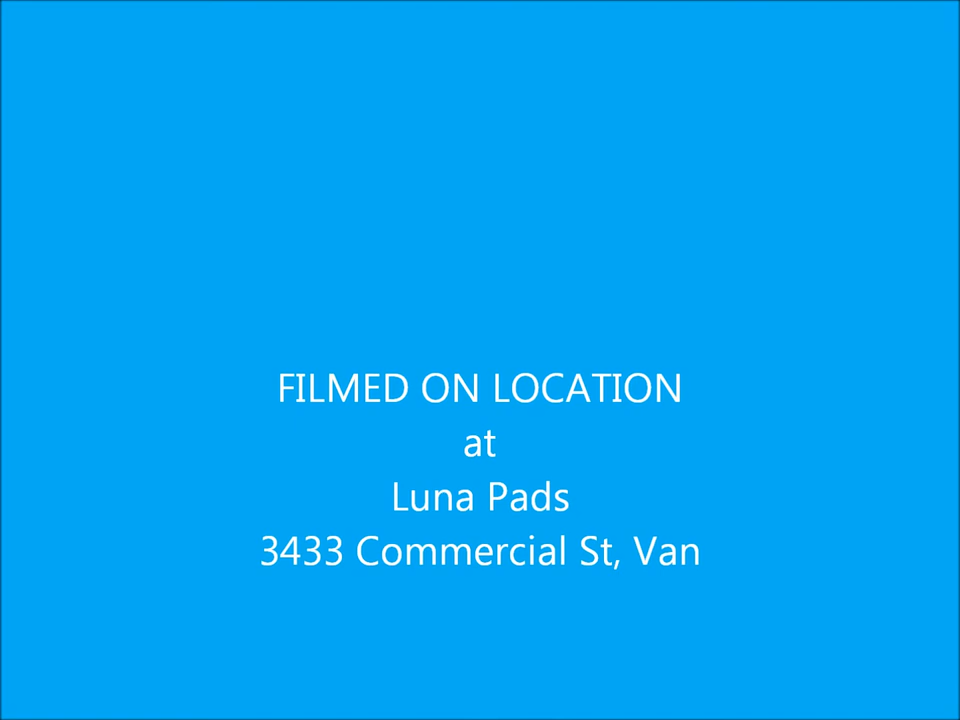 FILMED ON LOCATION
at
Luna Pads
3433 Commercial St, Van